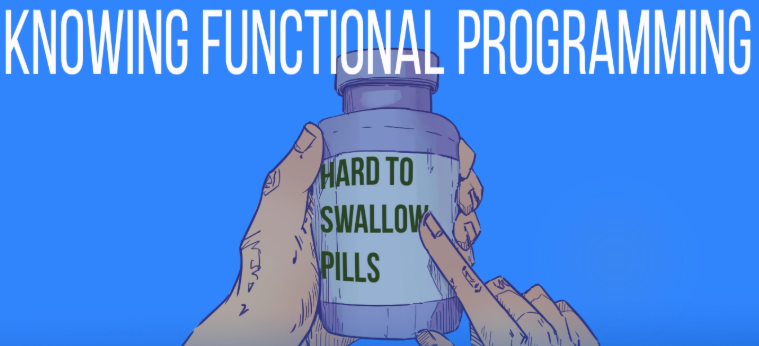 KNOWING FUNCTIONAL PROGRAMMING
HARD TO
SWALLOW
PILLS